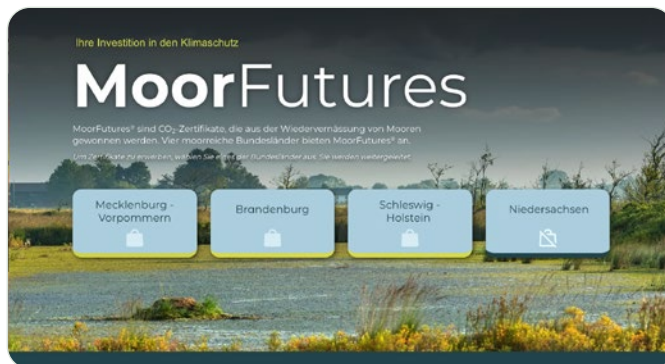 Ihre Investition in den Klimaschutz
MoorFutures
MoorFutures® sind CO₂-Zertifikate, die aus der Wiedervernässung von Mooren
gewonnen werden. Vier moorreiche Bundesländer bieten MoorFutures® an.
Um Zertifikate zu erwerben, wählen Sie eines der Bundesländer aus. Sie werden weitergeleitet.
Mecklenburg -
Vorpommern
Brandenburg
Schleswig -
Holstein
Niedersachsen